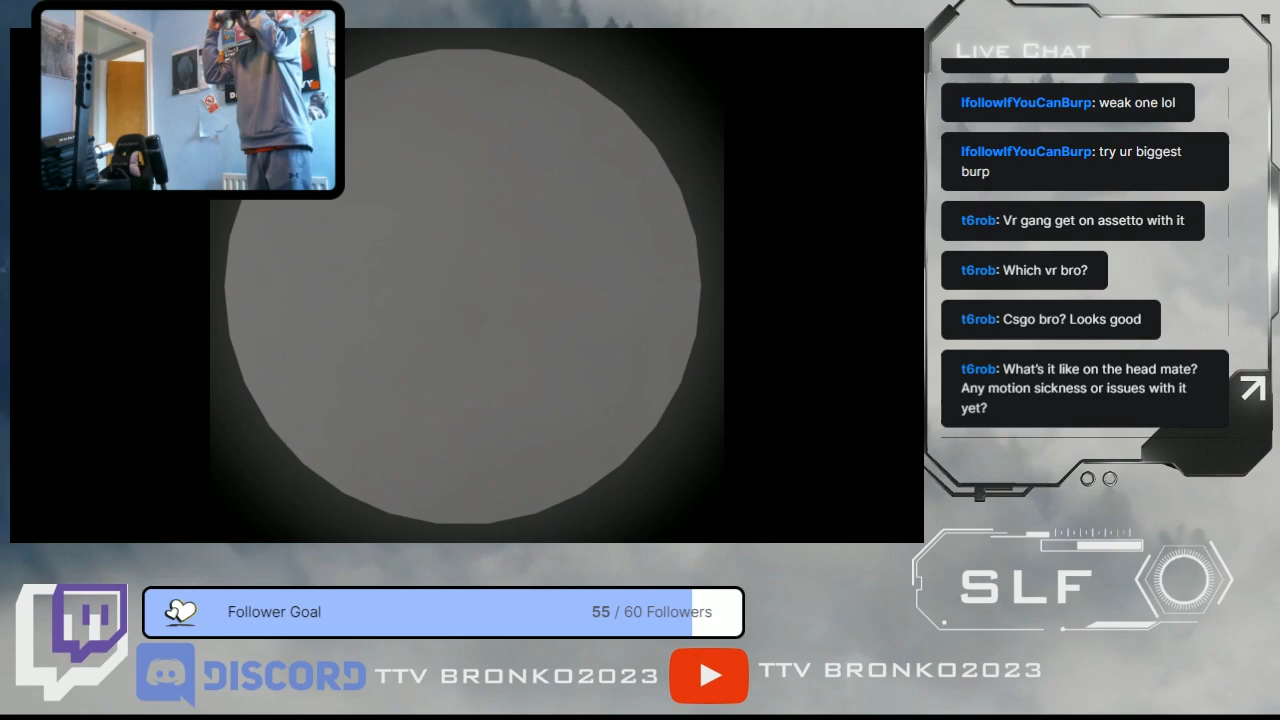 LIVE CHAT
IfollowIfYouCanBurp: weak one lol
IfollowIfYouCanBurp: try ur biggest
burp
t6rob: Vr gang get on assetto with it
t6rob: Which vr bro?
t6rob: Csgo bro? Looks good
t6rob: What's it like on the head mate?
Any motion sickness or issues with it
yet?
SLF
Follower Goal 55 / 60 Followers
DISCORD TTV BRONKO2023 TTV BRONKO2023